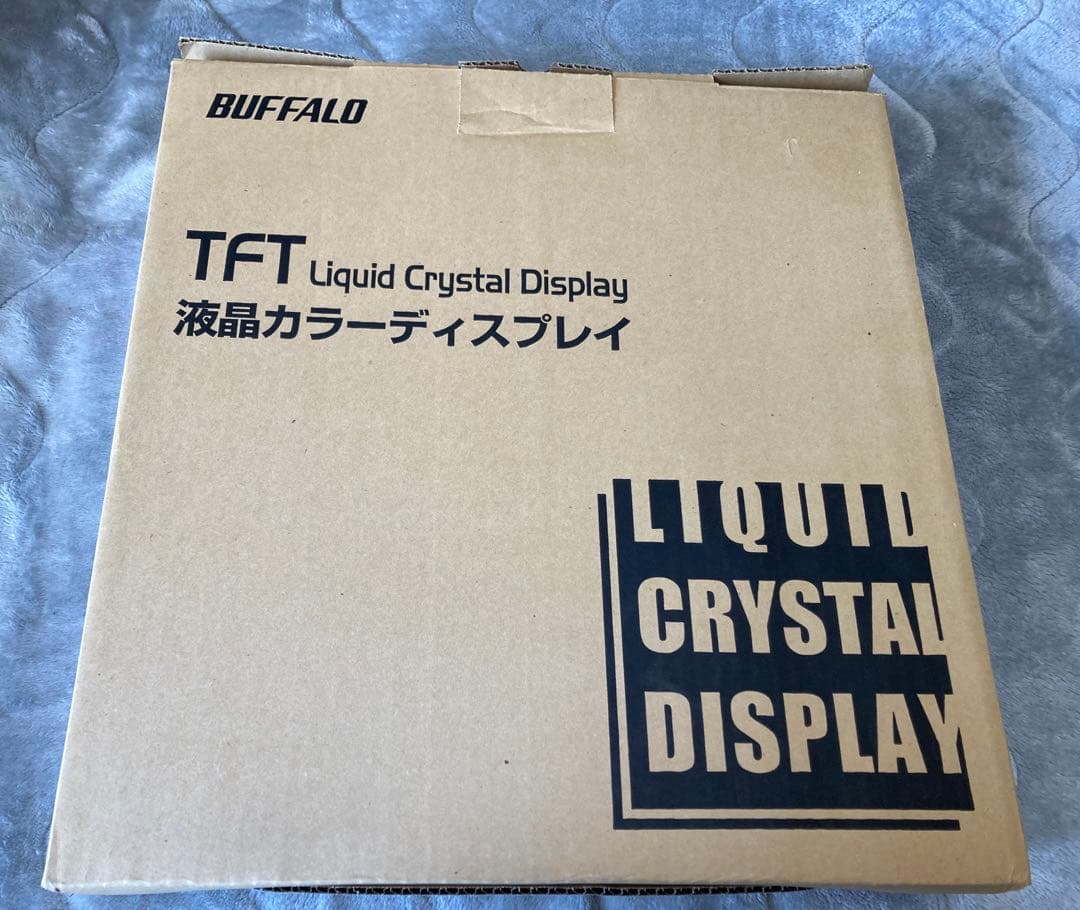 BUFFALO
TFT Liquid Crystal Display
液晶カラーディスプレイ
LIQUID
CRYSTAL
DISPLAY